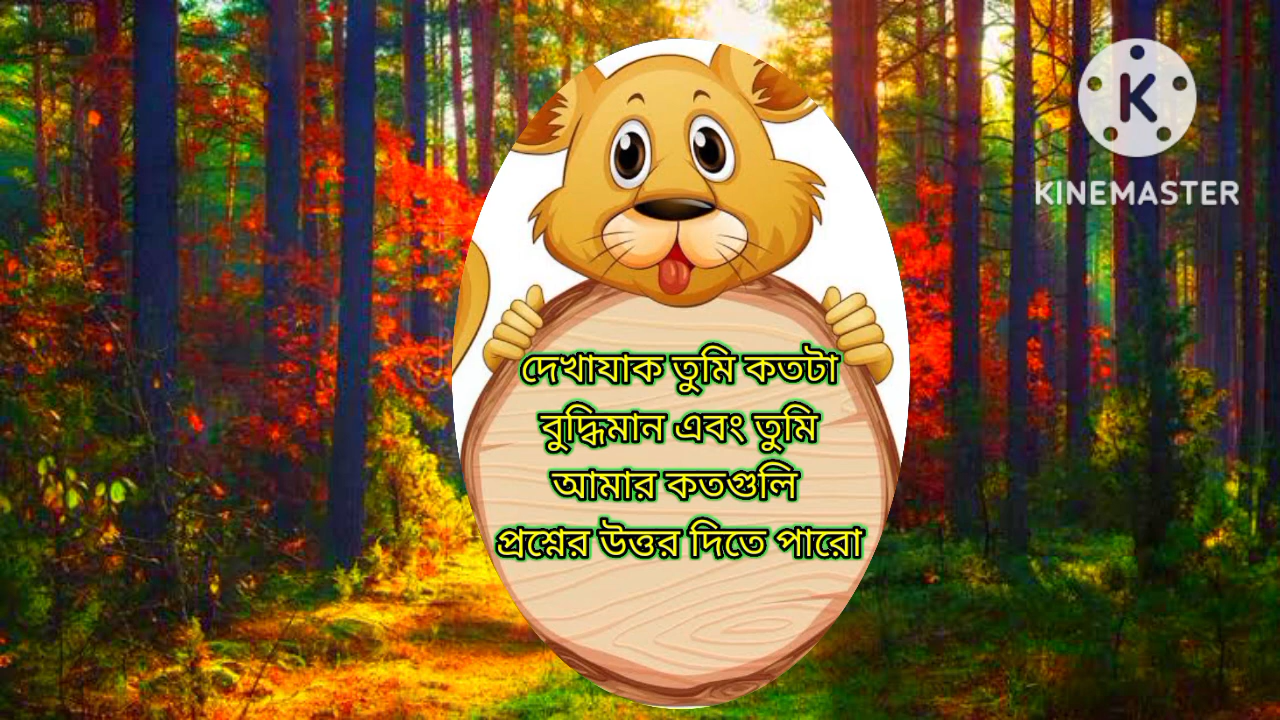 K
KINEMASTER
দেখাযাক তুমি কতটা
বুদ্ধিমান এবং তুমি
আমার কতগুলি
প্রশ্নের উত্তর দিতে পারো